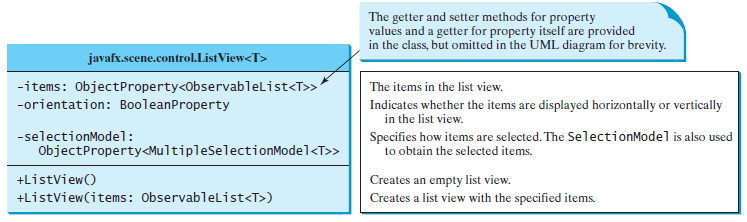 The getter and setter methods for property
values and a getter for property itself are provided
in the class, but omitted in the UML diagram for brevity.
javafx.scene.control.ListView<T>
-items: ObjectProperty<ObservableList<T>>
-orientation: BooleanProperty
-selectionModel:
ObjectProperty<MultipleSelectionModel<T>>
+ListView()
+ListView(items: ObservableList<T>)
The items in the list view.
Indicates whether the items are displayed horizontally or vertically
in the list view.
Specifies how items are selected. The SelectionModel is also used
to obtain the selected items.
Creates an empty list view.
Creates a list view with the specified items.